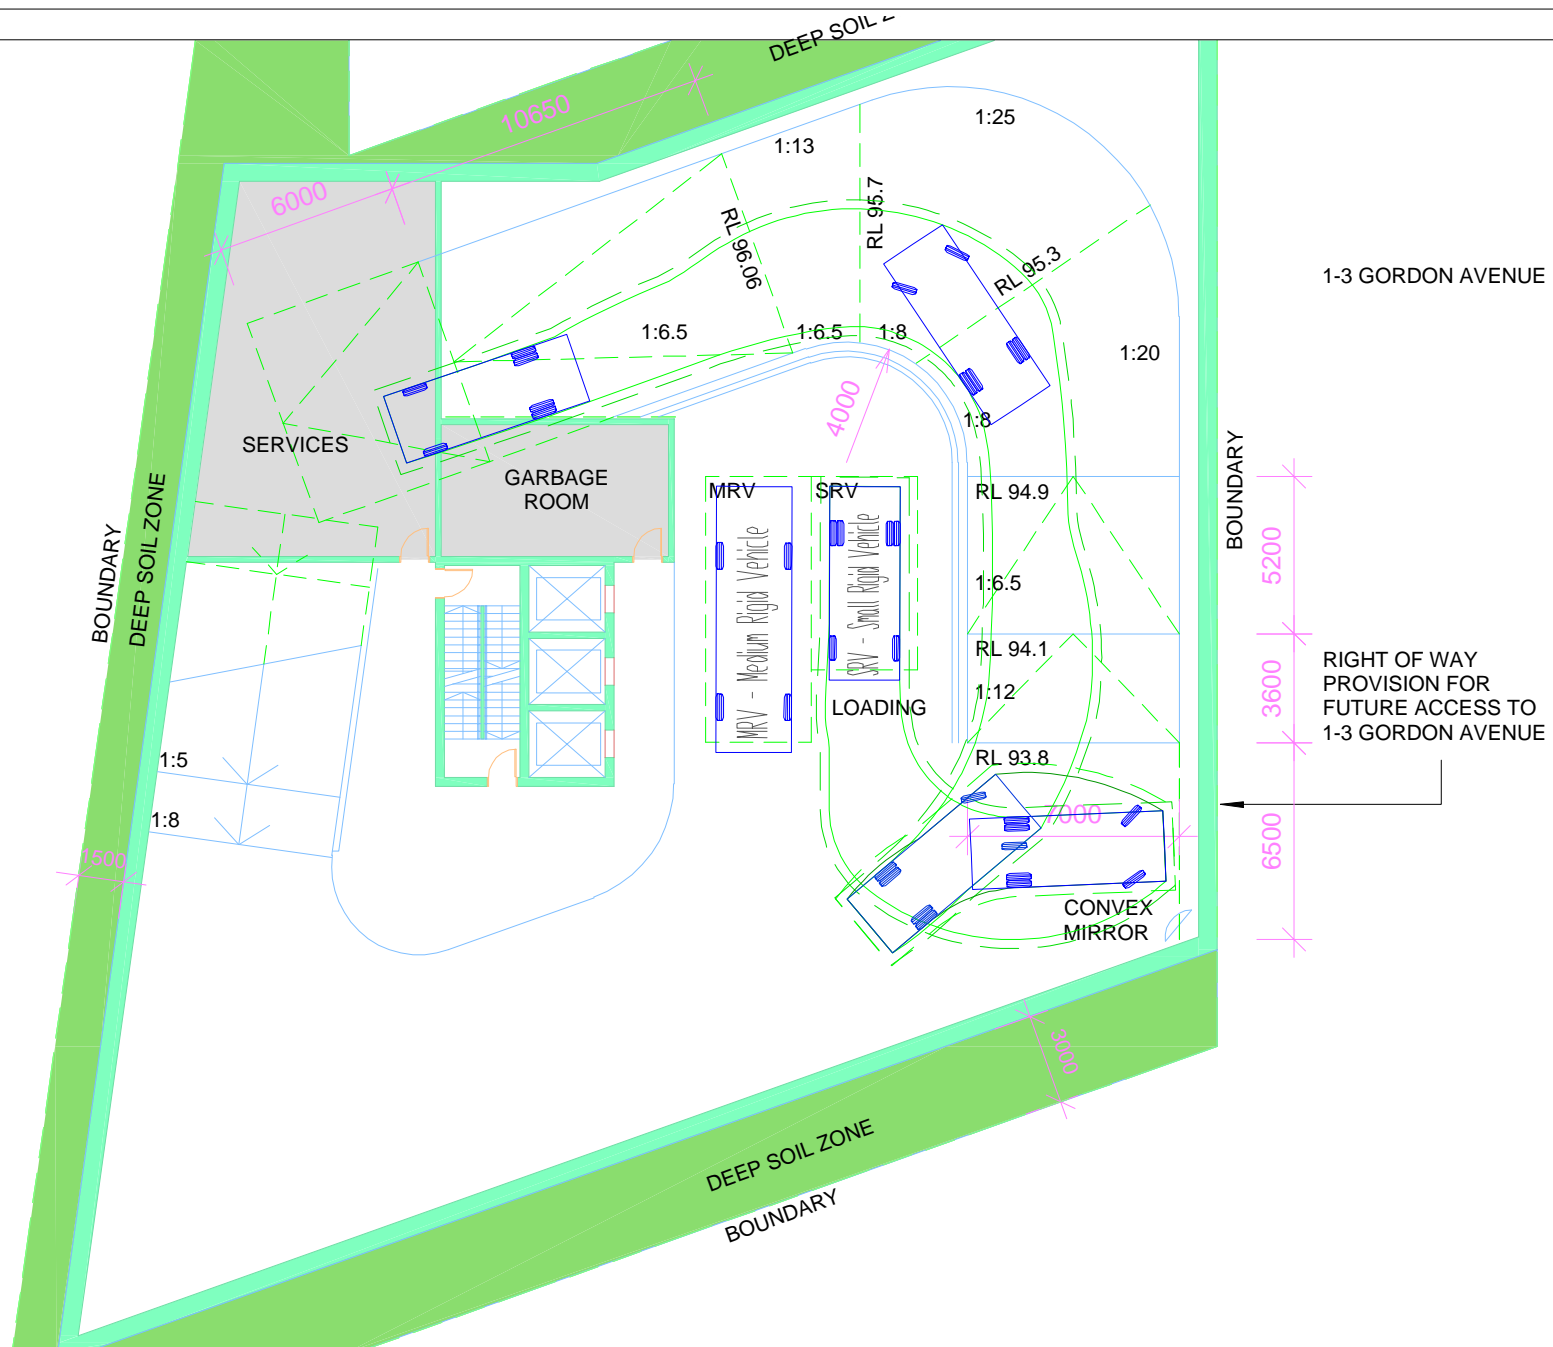 DEEP SOIL
10650
1:25
1:13
6000
RL 95.7
RL 96.06
RL 95.3
1-3 GORDON AVENUE
1:6.5
1:6.5
1:8
1:20
4000
1:8
SERVICES
GARBAGE
ROOM
MRV
SRV
RL 94.9
BOUNDARY
BOUNDARY
DEEP SOIL ZONE
MRV - Medium Rigid Vehicle
SRV - Small Rigid Vehicle
5200
1:6.5
RL 94.1
3600
RIGHT OF WAY
PROVISION FOR
FUTURE ACCESS TO
1-3 GORDON AVENUE
1:12
LOADING
RL 93.8
1:5
1:8
7000
6500
1500
CONVEX
MIRROR
3000
DEEP SOIL ZONE
BOUNDARY